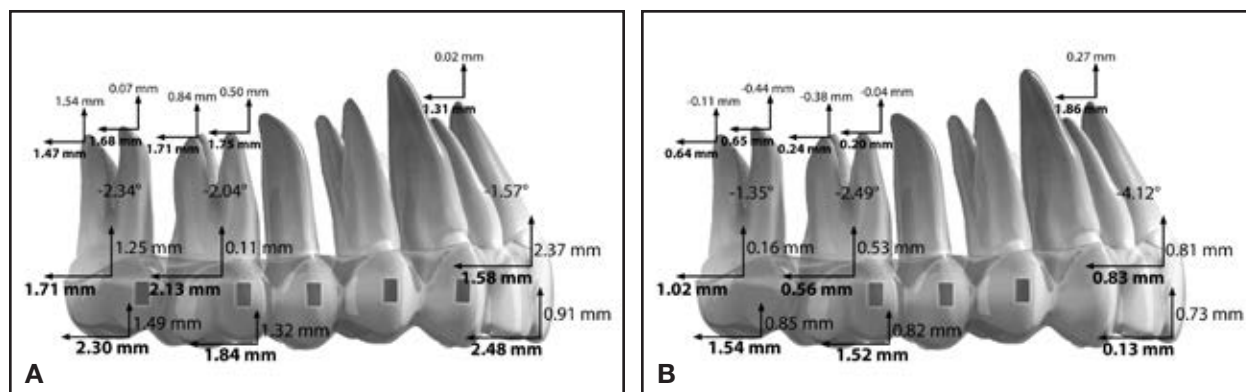 0.02 mm
1.54 mm
0.07 mm
0.84 mm
0.50 mm
1.31 mm
1.47 mm
1.68 mm
1.71 mm
1.75 mm
-2.34°
-2.04°
-1.57°
1.25 mm
0.11 mm
2.37 mm
1.71 mm
2.13 mm
1.58 mm
1.49 mm
1.32 mm
0.91 mm
2.30 mm
1.84 mm
2.48 mm
A
0.27 mm
-0.11 mm
-0.44 mm
-0.38 mm
-0.04 mm
1.86 mm
0.64 mm
0.65 mm
0.24 mm
0.20 mm
-1.35°
-2.49°
-4.12°
0.16 mm
0.53 mm
0.81 mm
1.02 mm
0.56 mm
0.83 mm
0.85 mm
0.82 mm
0.73 mm
1.54 mm
1.52 mm
0.13 mm
B